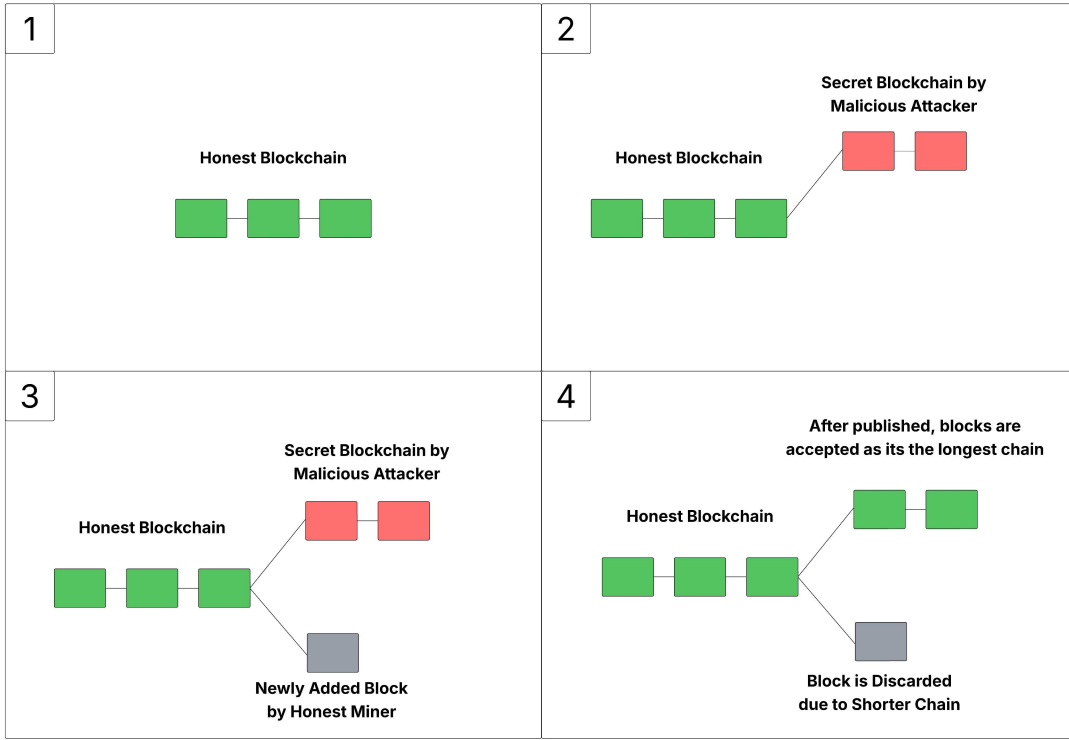 1
Honest Blockchain
2
Secret Blockchain by
Malicious Attacker
Honest Blockchain
3
Secret Blockchain by
Malicious Attacker
Honest Blockchain
Newly Added Block
by Honest Miner
4
After published, blocks are
accepted as its the longest chain
Honest Blockchain
Block is Discarded
due to Shorter Chain